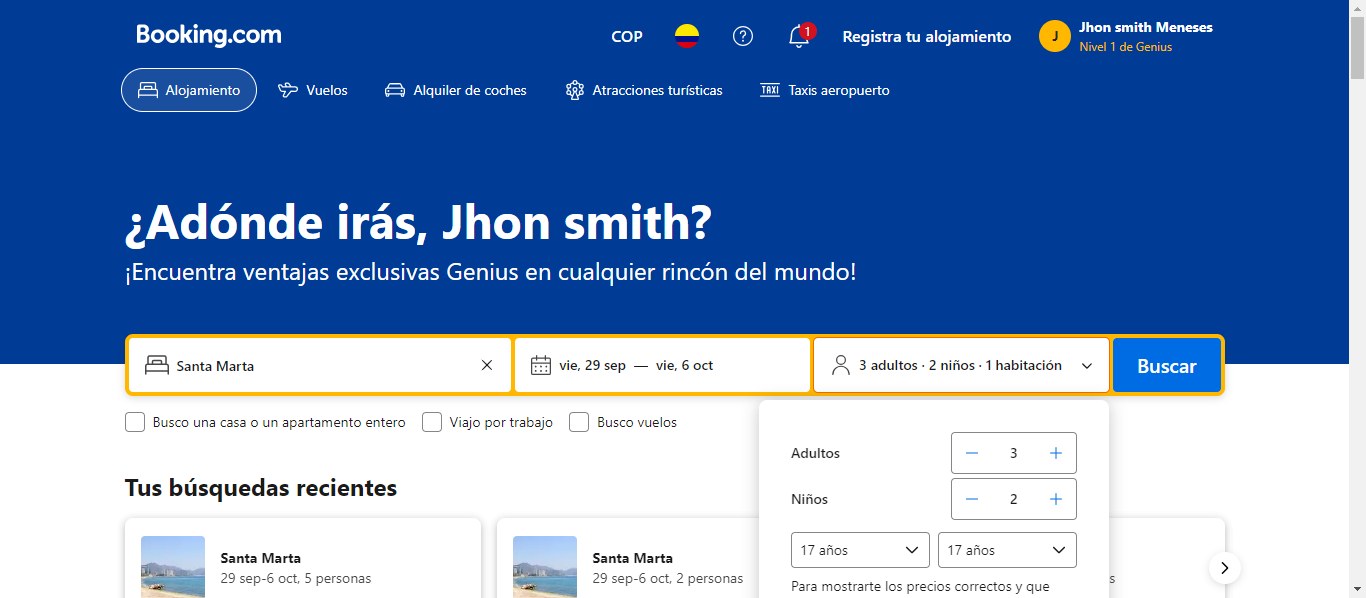 Booking.com
COP
1
Registra tu alojamiento
J
Jhon smith Meneses
Nivel 1 de Genius
Alojamiento
Vuelos
Alquiler de coches
Atracciones turísticas
TAXI
Taxis aeropuerto
¿Adónde irás, Jhon smith?
¡Encuentra ventajas exclusivas Genius en cualquier rincón del mundo!
Santa Marta
vie, 29 sep — vie, 6 oct
3 adultos · 2 niños · 1 habitación
Buscar
Busco una casa o un apartamento entero
Viajo por trabajo
Busco vuelos
Adultos
3
Niños
2
17 años
17 años
Para mostrarte los precios correctos y que
Tus búsquedas recientes
Santa Marta
29 sep-6 oct, 5 personas
Santa Marta
29 sep-6 oct, 2 personas